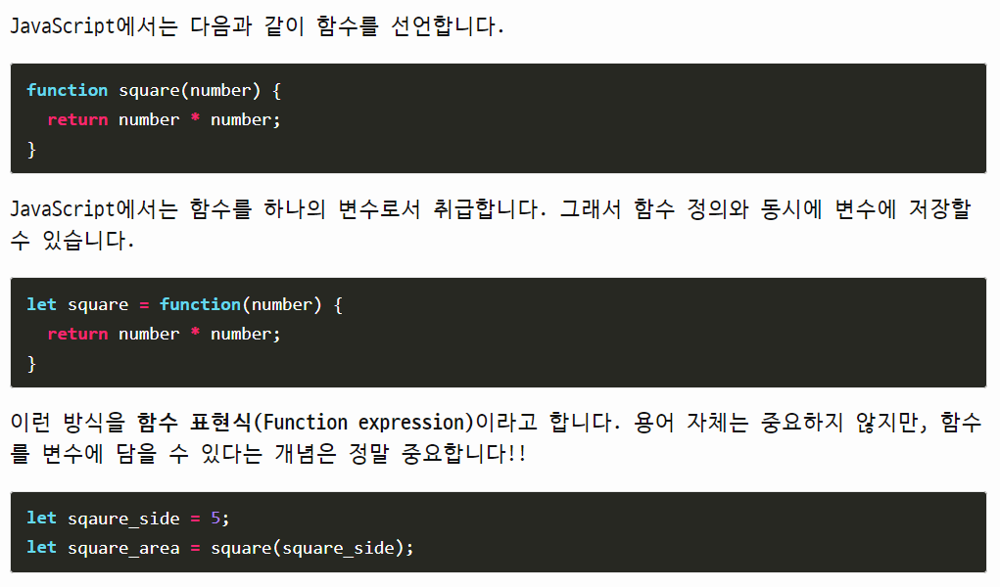 JavaScript에서는 다음과 같이 함수를 선언합니다.
function square(number) {
  return number * number;
}
JavaScript에서는 함수를 하나의 변수로서 취급합니다. 그래서 함수 정의와 동시에 변수에 저장할
수 있습니다.
let square = function(number) {
  return number * number;
}
이런 방식을 함수 표현식(Function expression)이라고 합니다. 용어 자체는 중요하지 않지만, 함수
를 변수에 담을 수 있다는 개념은 정말 중요합니다!!
let sqaure_side = 5;
let square_area = square(square_side);